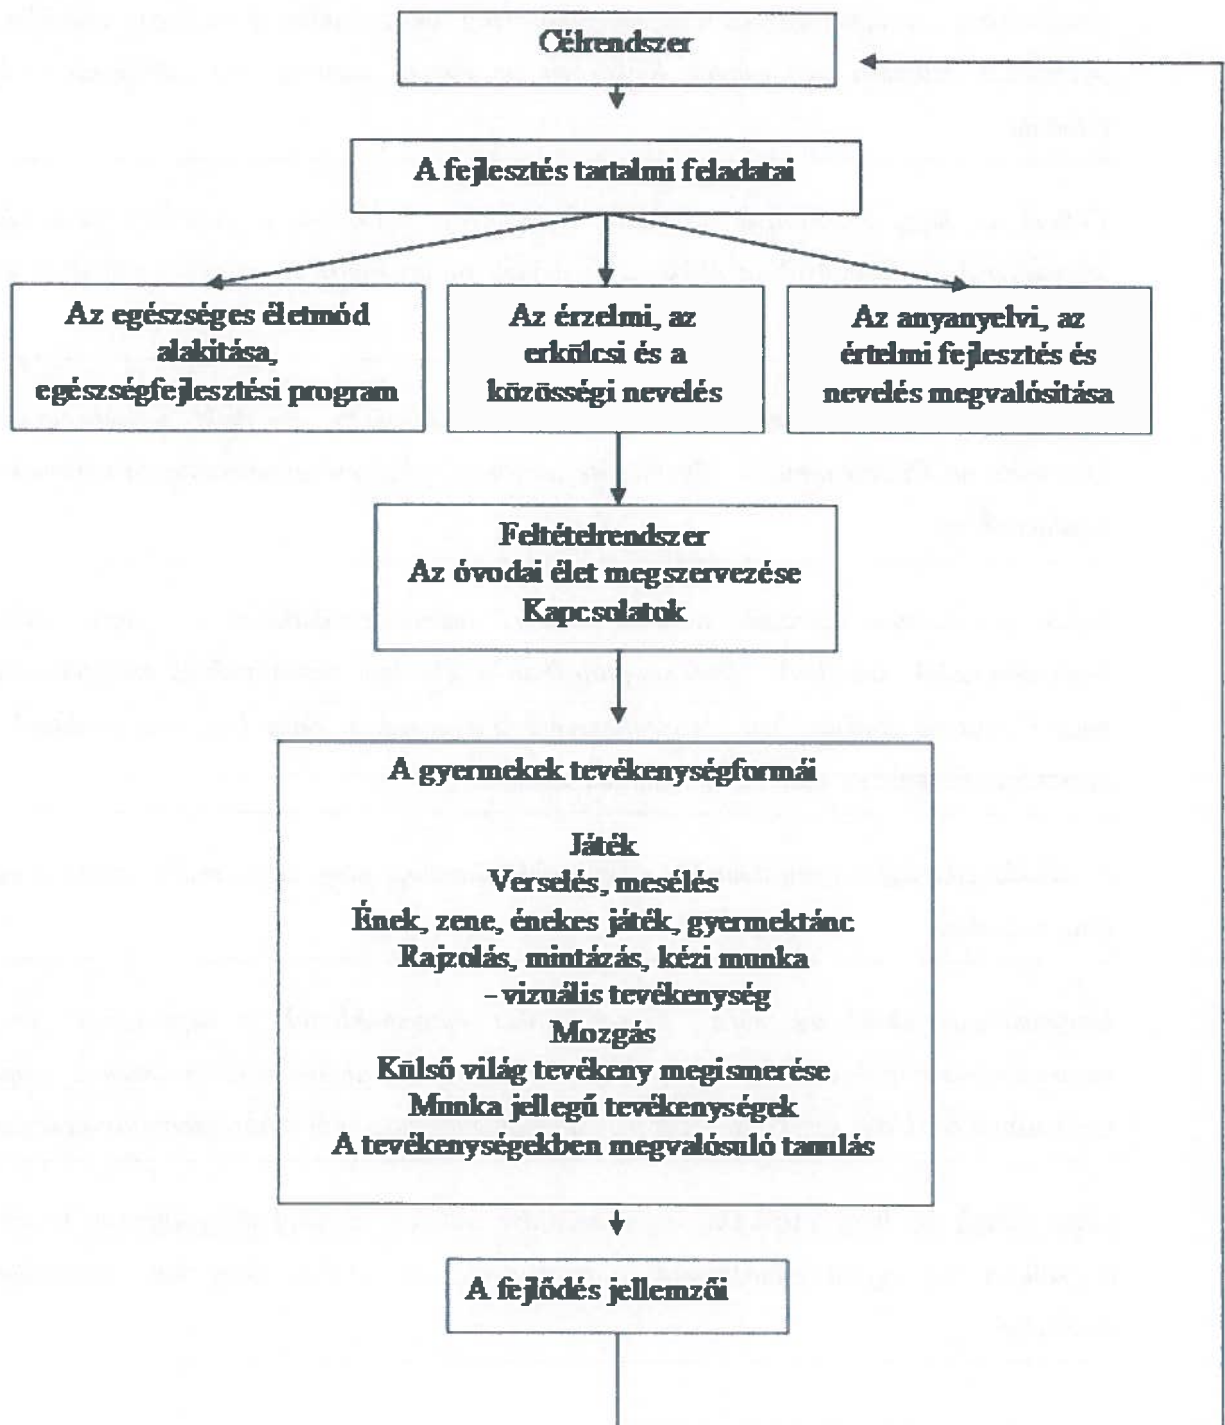 Célrendszer
A fejlesztés tartalmi feladatai
Az egészséges életmód
alakítása,
egészségfejlesztési program
Az érzelmi, az
erkölcsi és a
közösségi nevelés
Az anyanyelvi, az
értelmi fejlesztés és
nevelés megvalósítása
Feltételrendszer
Az óvodai élet megszervezése
Kapcsolatok
A gyermekek tevékenységformái
Játék
Verselés, mesélés
Ének, zene, énekes játék, gyermektánc
Rajzolás, mintázás, kézi munka
- vizuális tevékenység
Mozgás
Külső világ tevékeny megismerése
Munka jellegű tevékenységek
A tevékenységekben megvalósuló tanulás
A fejlődés jellemzői